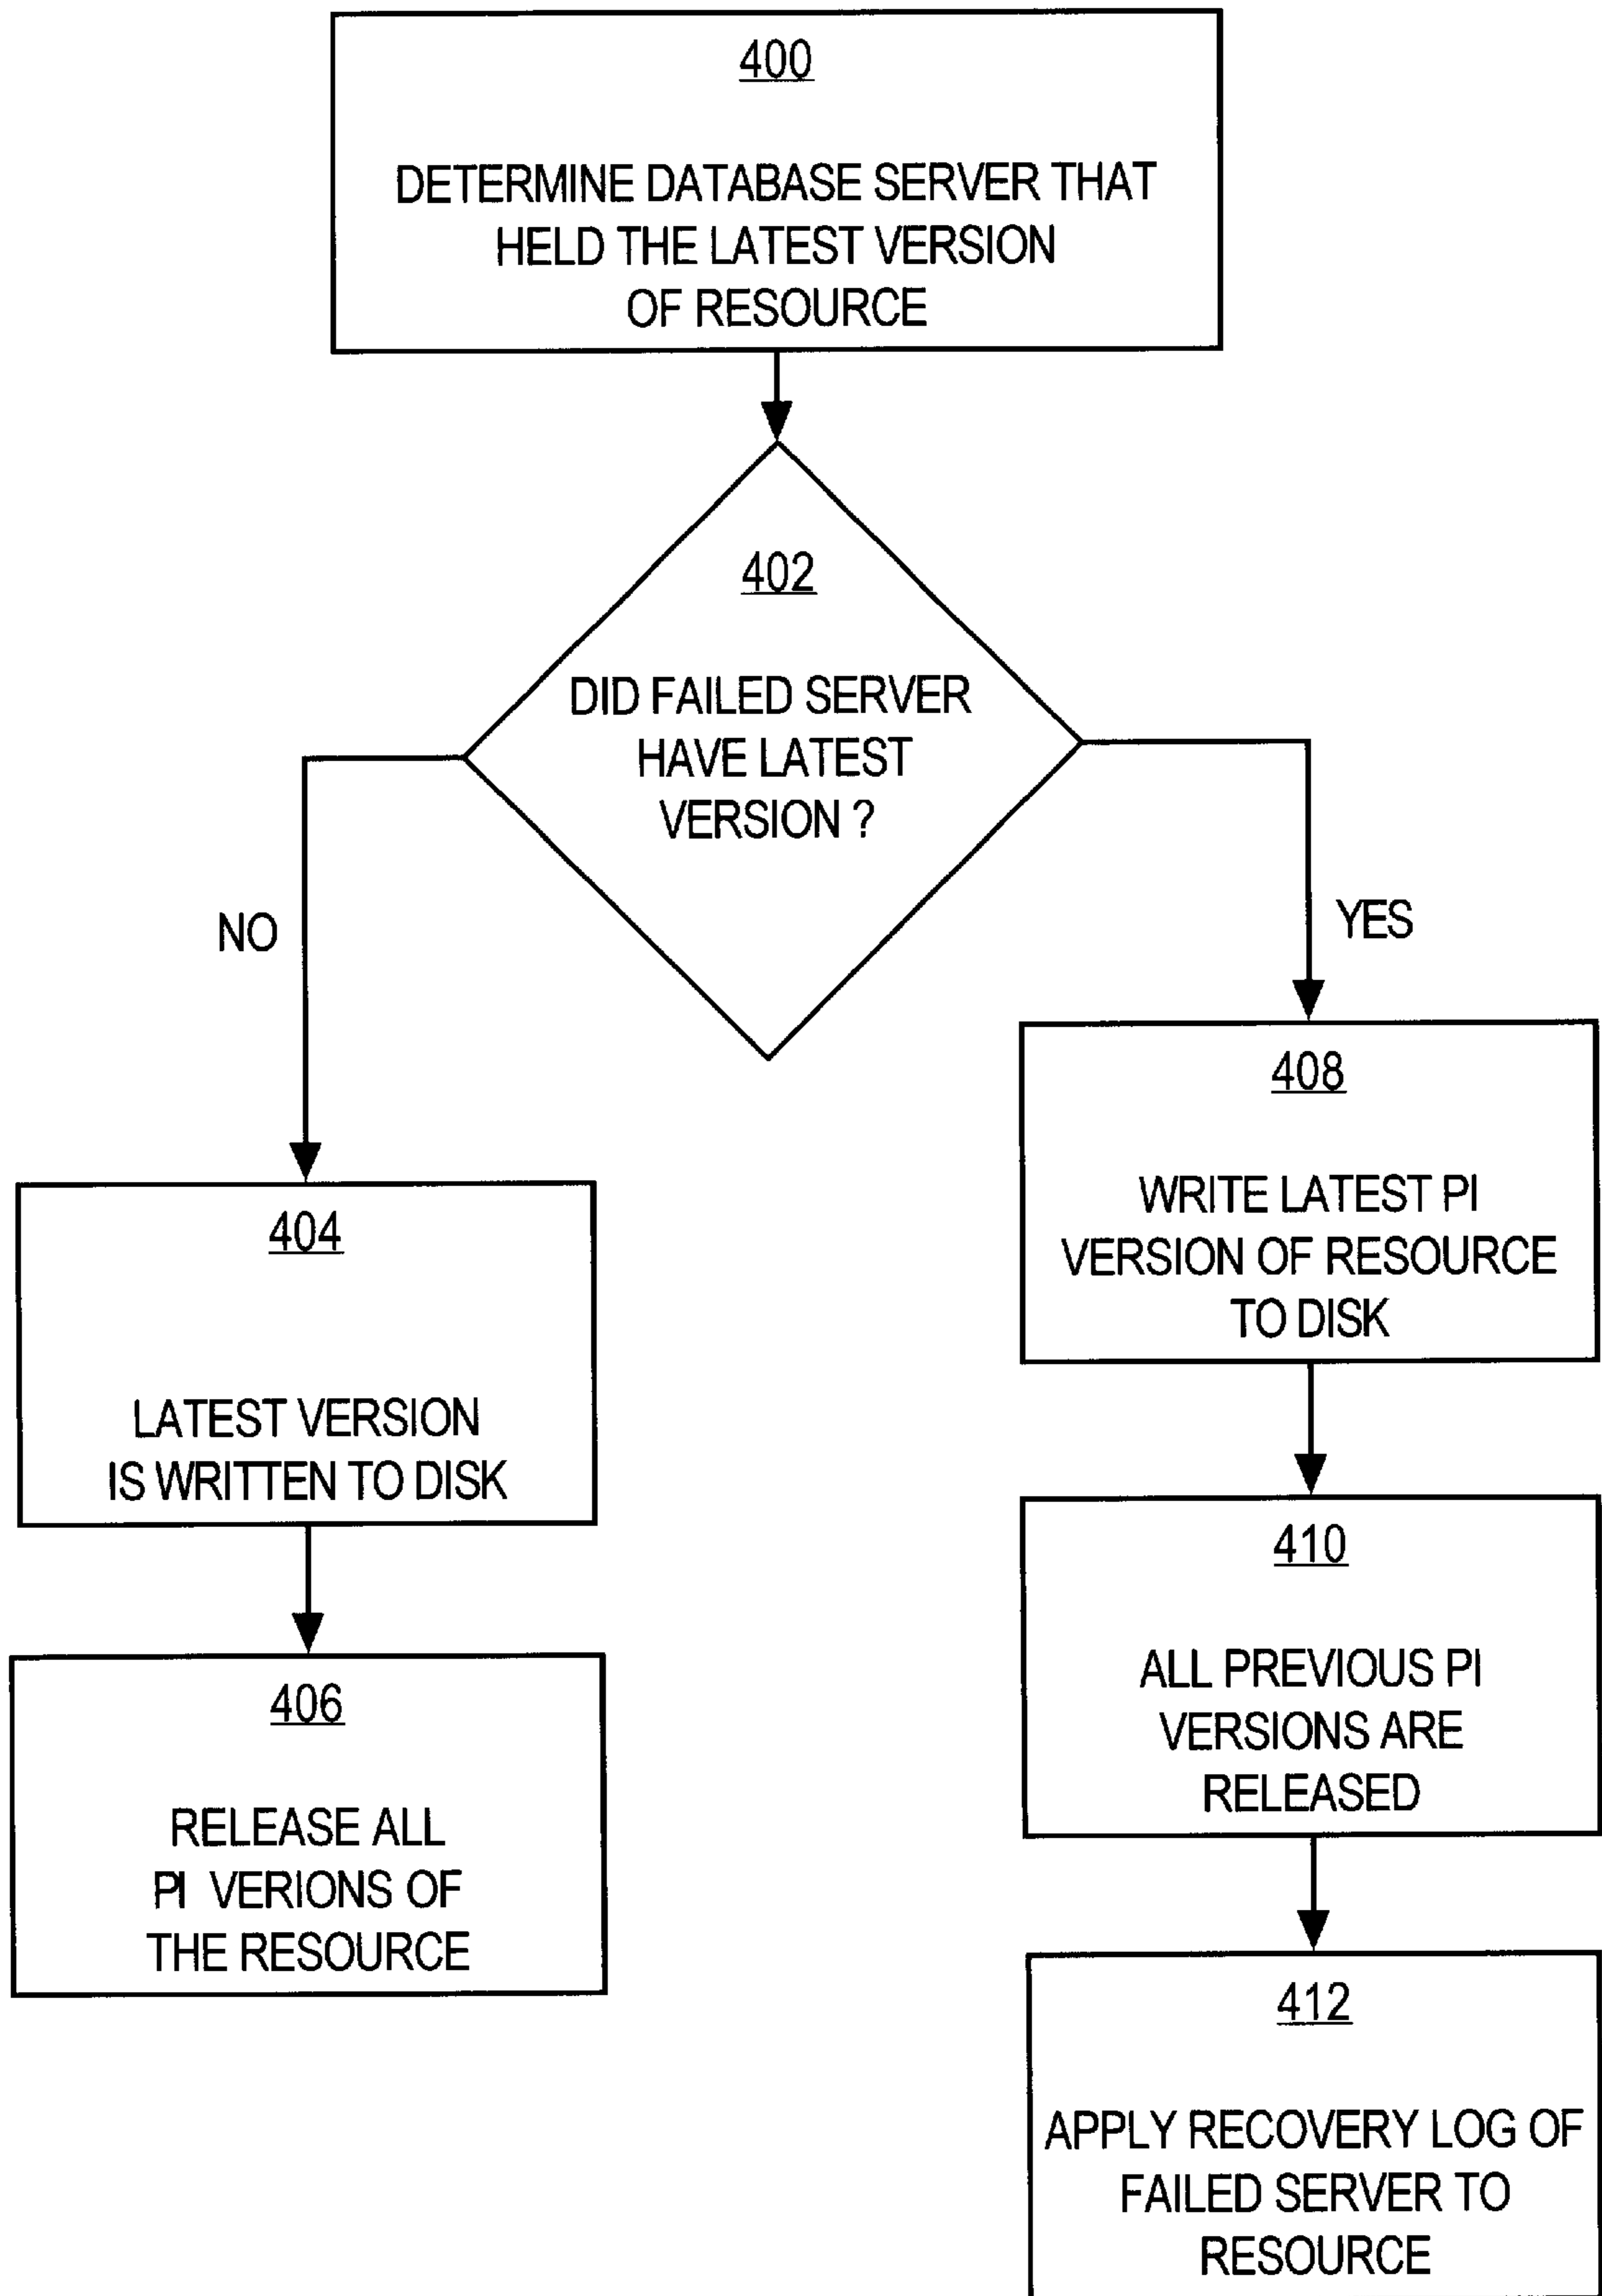 400
DETERMINE DATABASE SERVER THAT
HELD THE LATEST VERSION
OF RESOURCE
402
DID FAILED SERVER
HAVE LATEST
VERSION ?
NO
YES
404
LATEST VERSION
IS WRITTEN TO DISK
406
RELEASE ALL
PI VERIONS OF
THE RESOURCE
408
WRITE LATEST PI
VERSION OF RESOURCE
TO DISK
410
ALL PREVIOUS PI
VERSIONS ARE
RELEASED
412
APPLY RECOVERY LOG OF
FAILED SERVER TO
RESOURCE